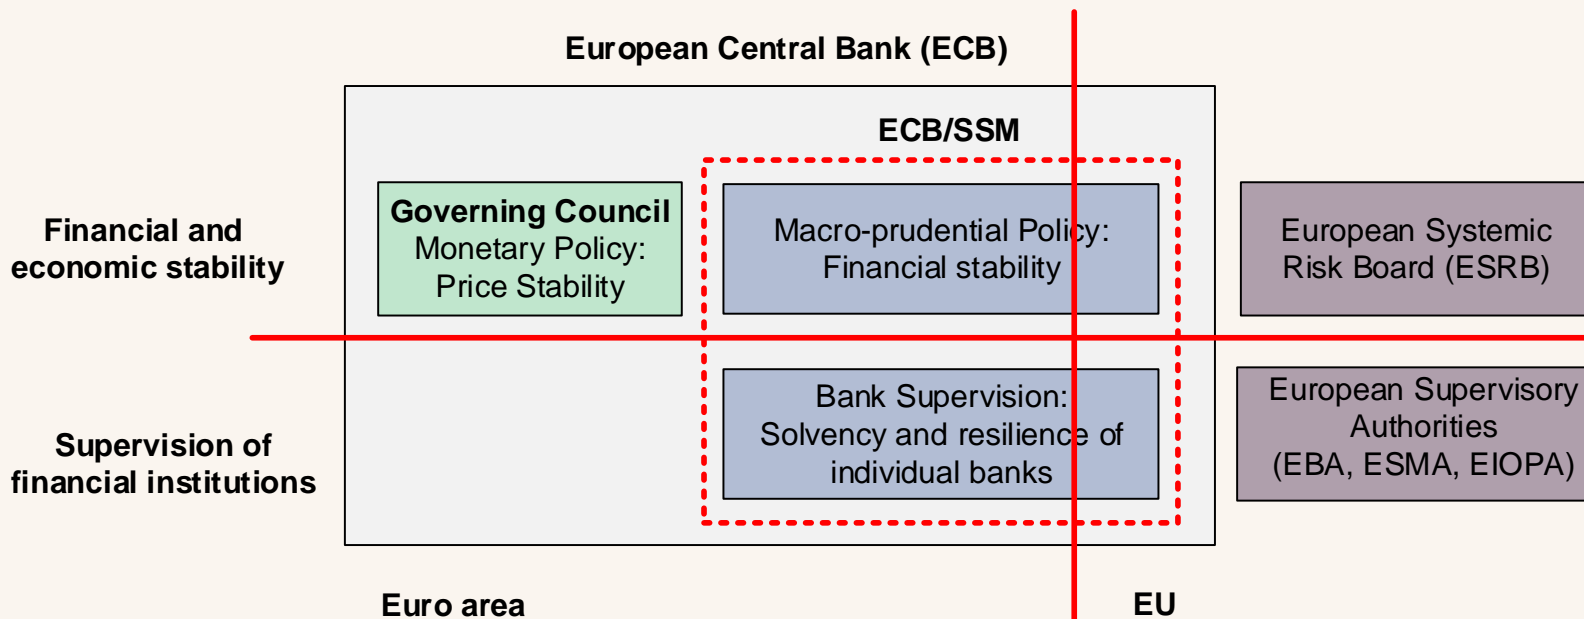 European Central Bank (ECB)
ECB/SSM
Financial and
economic stability
Governing Council
Monetary Policy:
Price Stability
Macro-prudential Policy:
Financial stability
European Systemic
Risk Board (ESRB)
Supervision of
financial institutions
Bank Supervision:
Solvency and resilience of
individual banks
European Supervisory
Authorities
(EBA, ESMA, EIOPA)
Euro area
EU